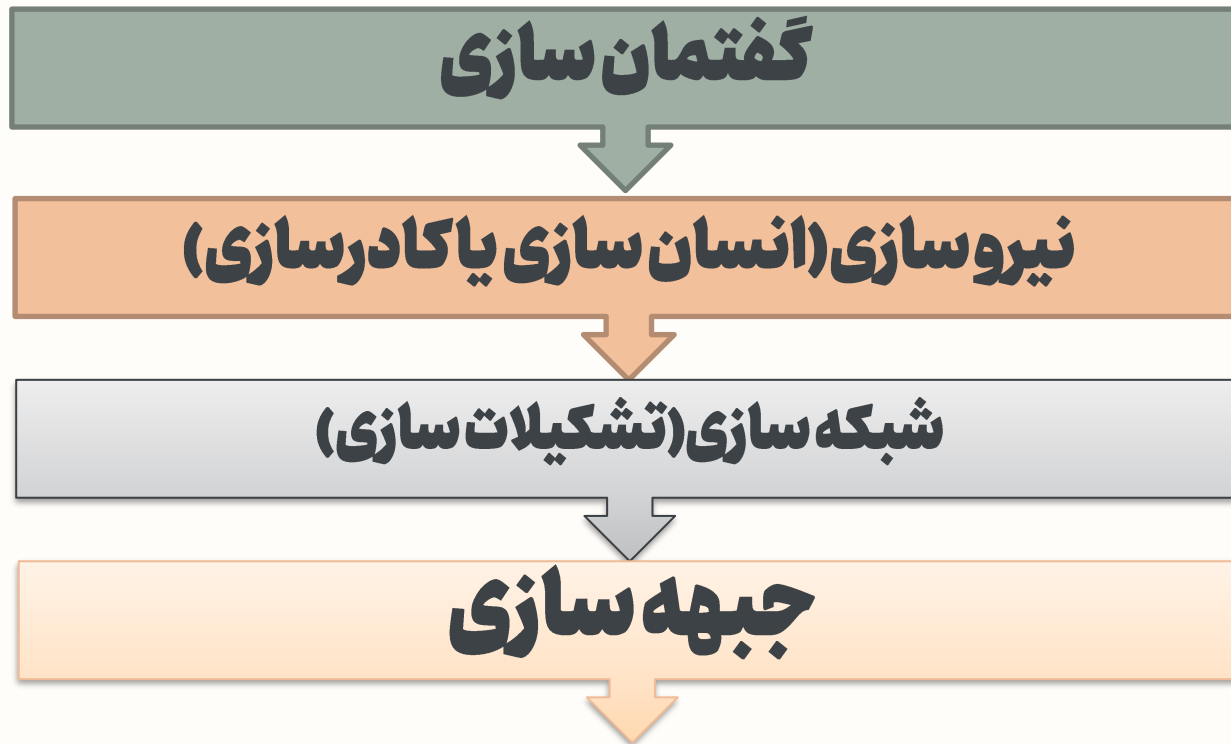 گفتمان سازی
نیروسازی(انسان سازی یا کادرسازی)
شبکه سازی(تشکیلات سازی)
جبهه سازی